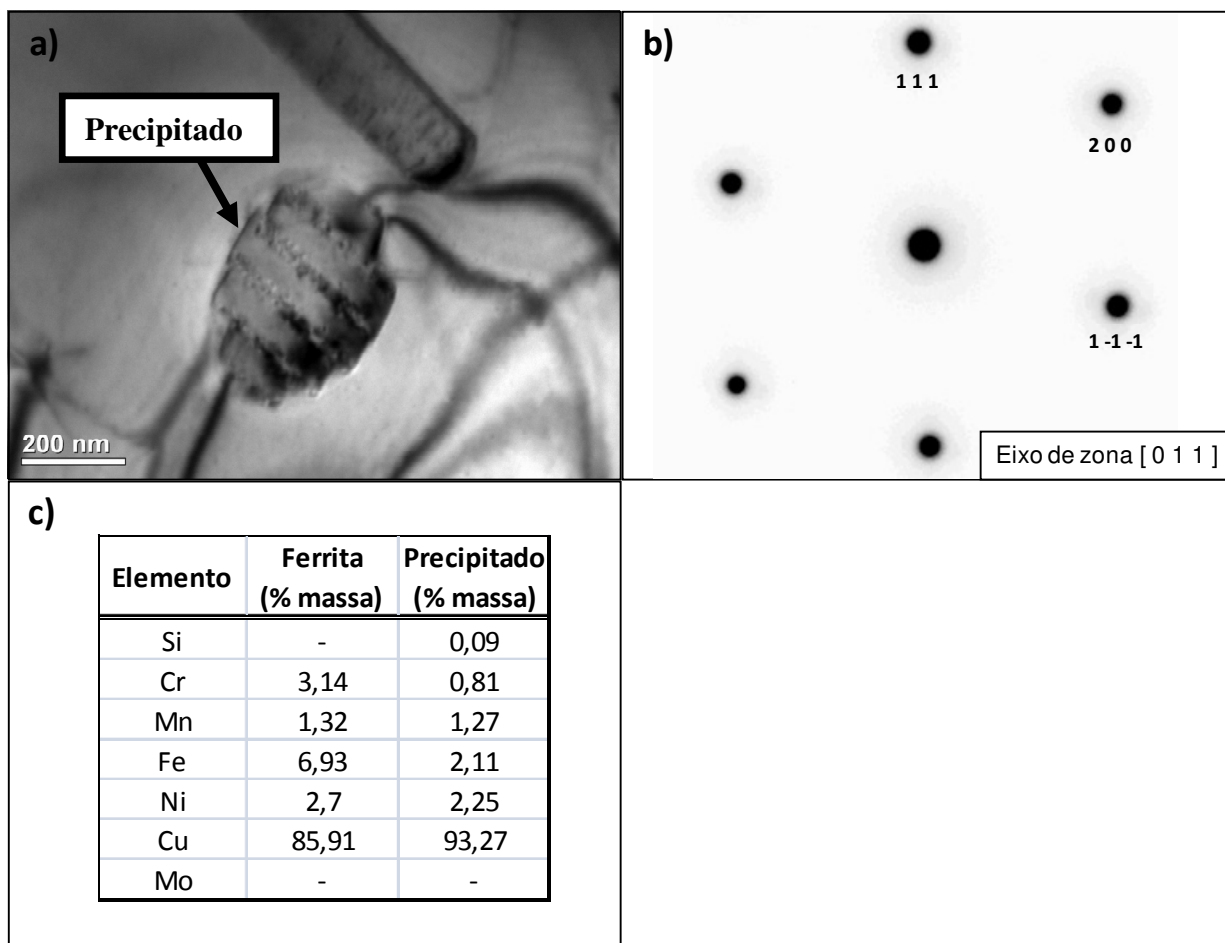 a)
Precipitado
200 nm
b)
1 1 1
2 0 0
1 -1 -1
Eixo de zona [ 0 1 1 ]
c)
Elemento Ferrita (% massa) Precipitado (% massa)
Si - 0,09
Cr 3,14 0,81
Mn 1,32 1,27
Fe 6,93 2,11
Ni 2,7 2,25
Cu 85,91 93,27
Mo - -